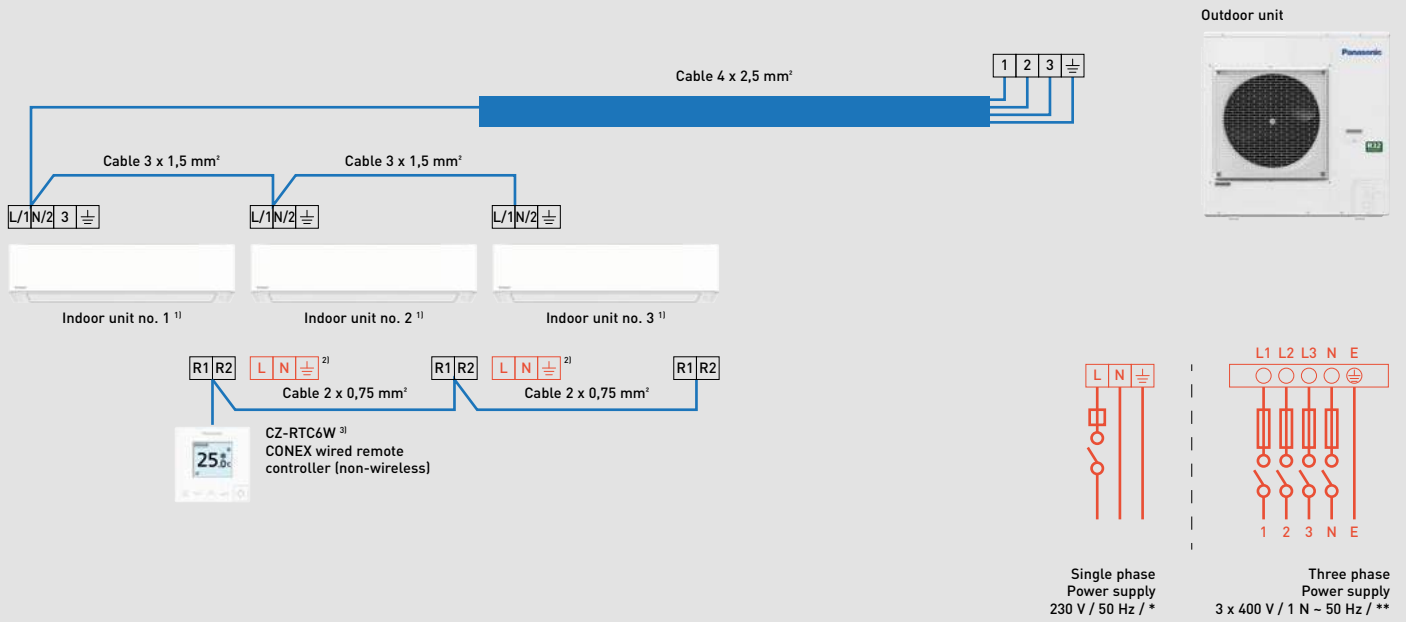 Outdoor unit
Panasonic
R32
Cable 4 x 2,5 mm²
1 2 3
Cable 3 x 1,5 mm² Cable 3 x 1,5 mm²
L/1 N/2 3 L/1 N/2 L/1 N/2
Indoor unit no. 1 ¹⁾ Indoor unit no. 2 ¹⁾ Indoor unit no. 3 ¹⁾
R1 R2 L N ²⁾ R1 R2 L N ²⁾ R1 R2
Cable 2 x 0,75 mm² Cable 2 x 0,75 mm²
CZ-RTC6W ³⁾
CONEX wired remote
controller (non-wireless)
25.0c
L N
L1 L2 L3 N E
1 2 3 N E
Single phase
Power supply
230 V / 50 Hz / *
Three phase
Power supply
3 x 400 V / 1 N ~ 50 Hz / **